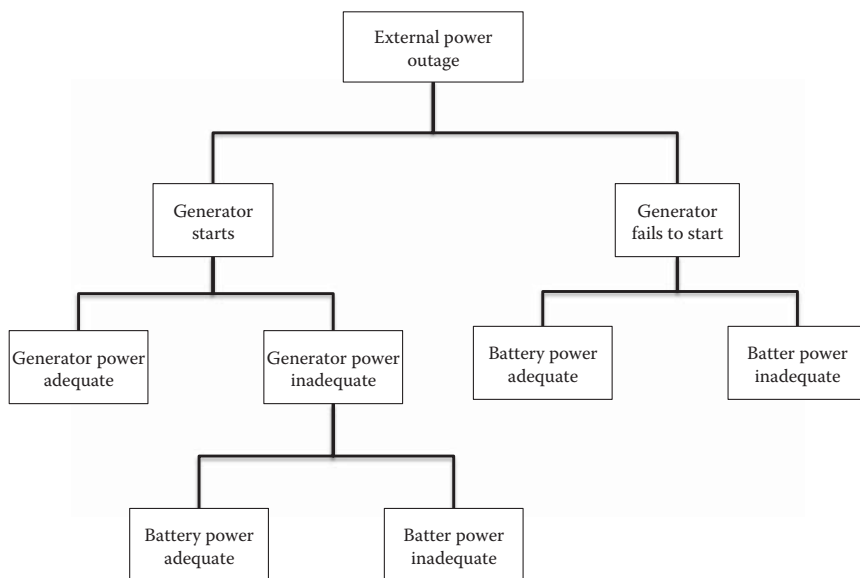 External power
outage
Generator
starts
Generator
fails to start
Generator power
adequate
Generator power
inadequate
Battery power
adequate
Batter power
inadequate
Battery power
adequate
Batter power
inadequate